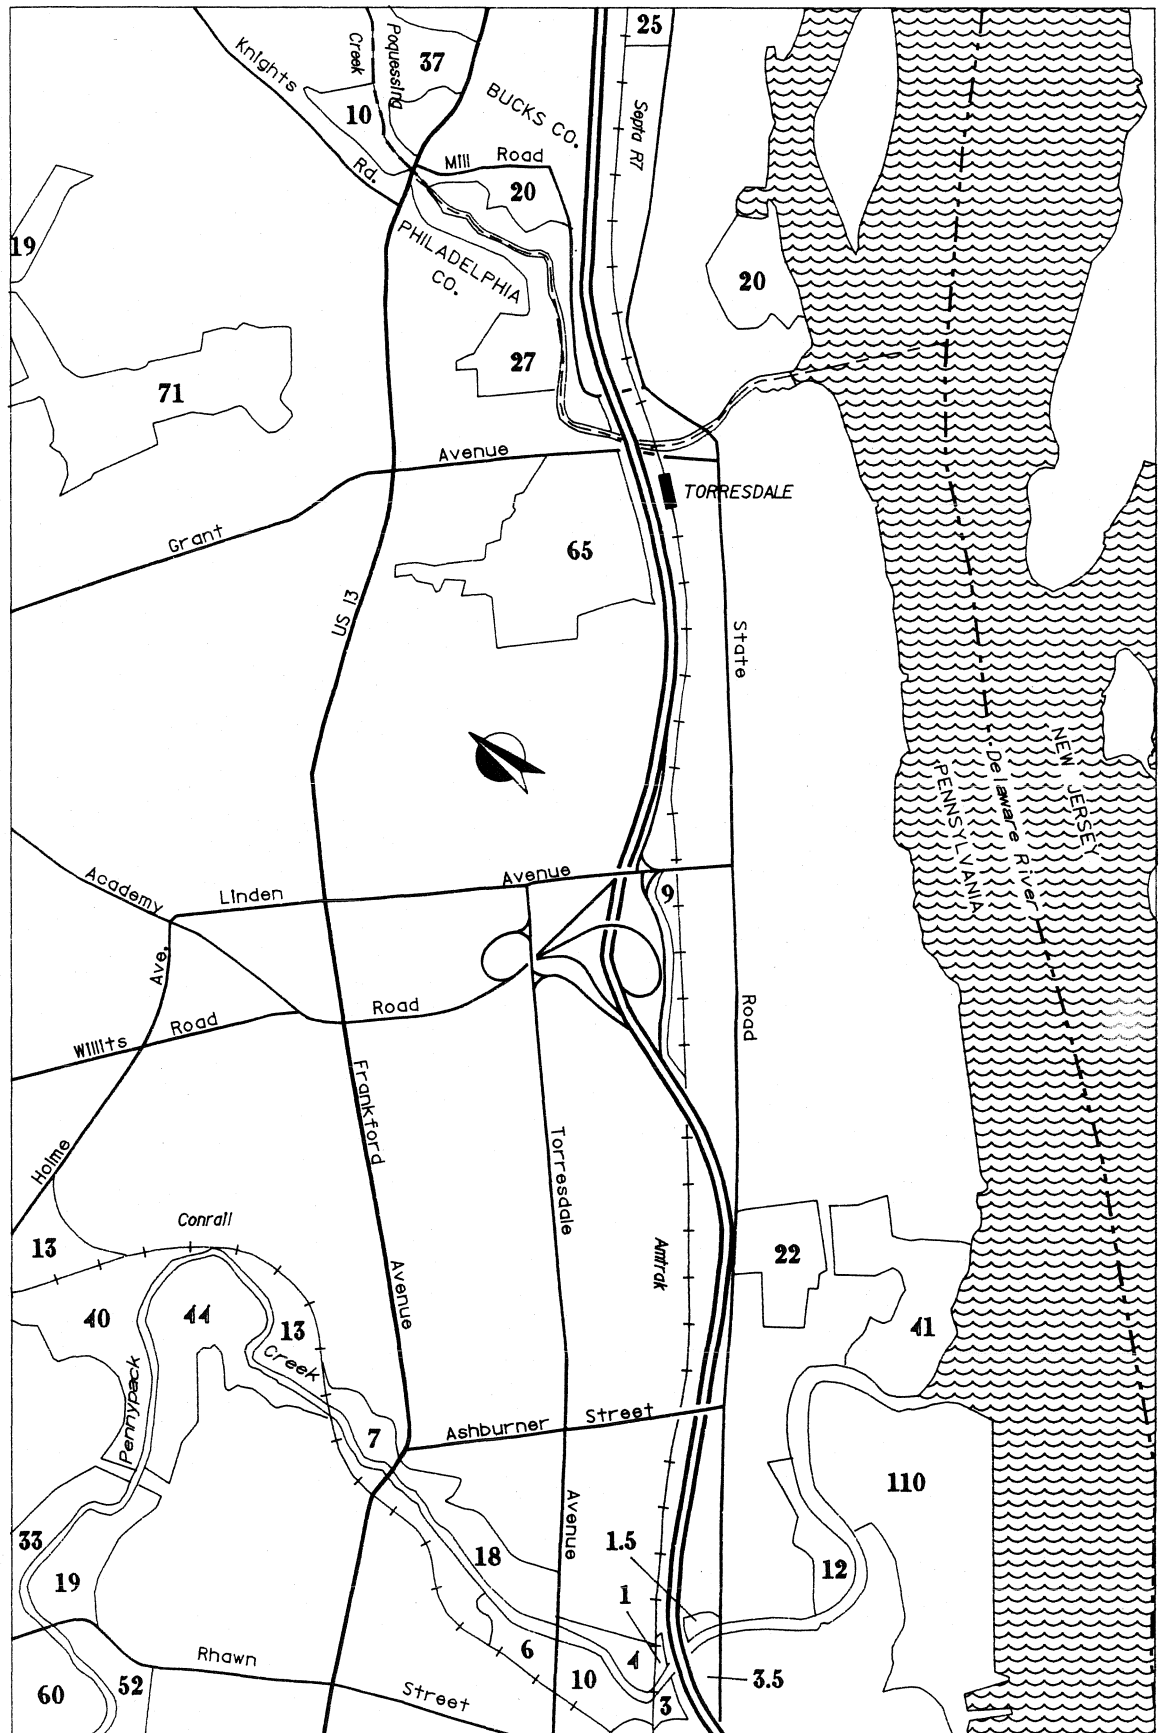 25
37
Poquessing
Creek
Knights
Rd.
10
BUCKS CO.
Septa R7
Mill Road
20
19
PHILADELPHIA
CO.
20
27
71
Avenue
Grant
TORRESDALE
65
US 13
State
NEW JERSEY
Delaware River
PENNSYLVANIA
Academy
Linden
Avenue
9
Ave.
Road
Road
Road
Willits
Frankford
Holme
Torresdale
Conrail
13
22
Amtrak
Avenue
40
44
13
41
Creek
Pennypack
7
Ashburner Street
110
Avenue
33
1.5
18
12
19
1
6
4
Rhawn
10
3.5
52
60
Street
3